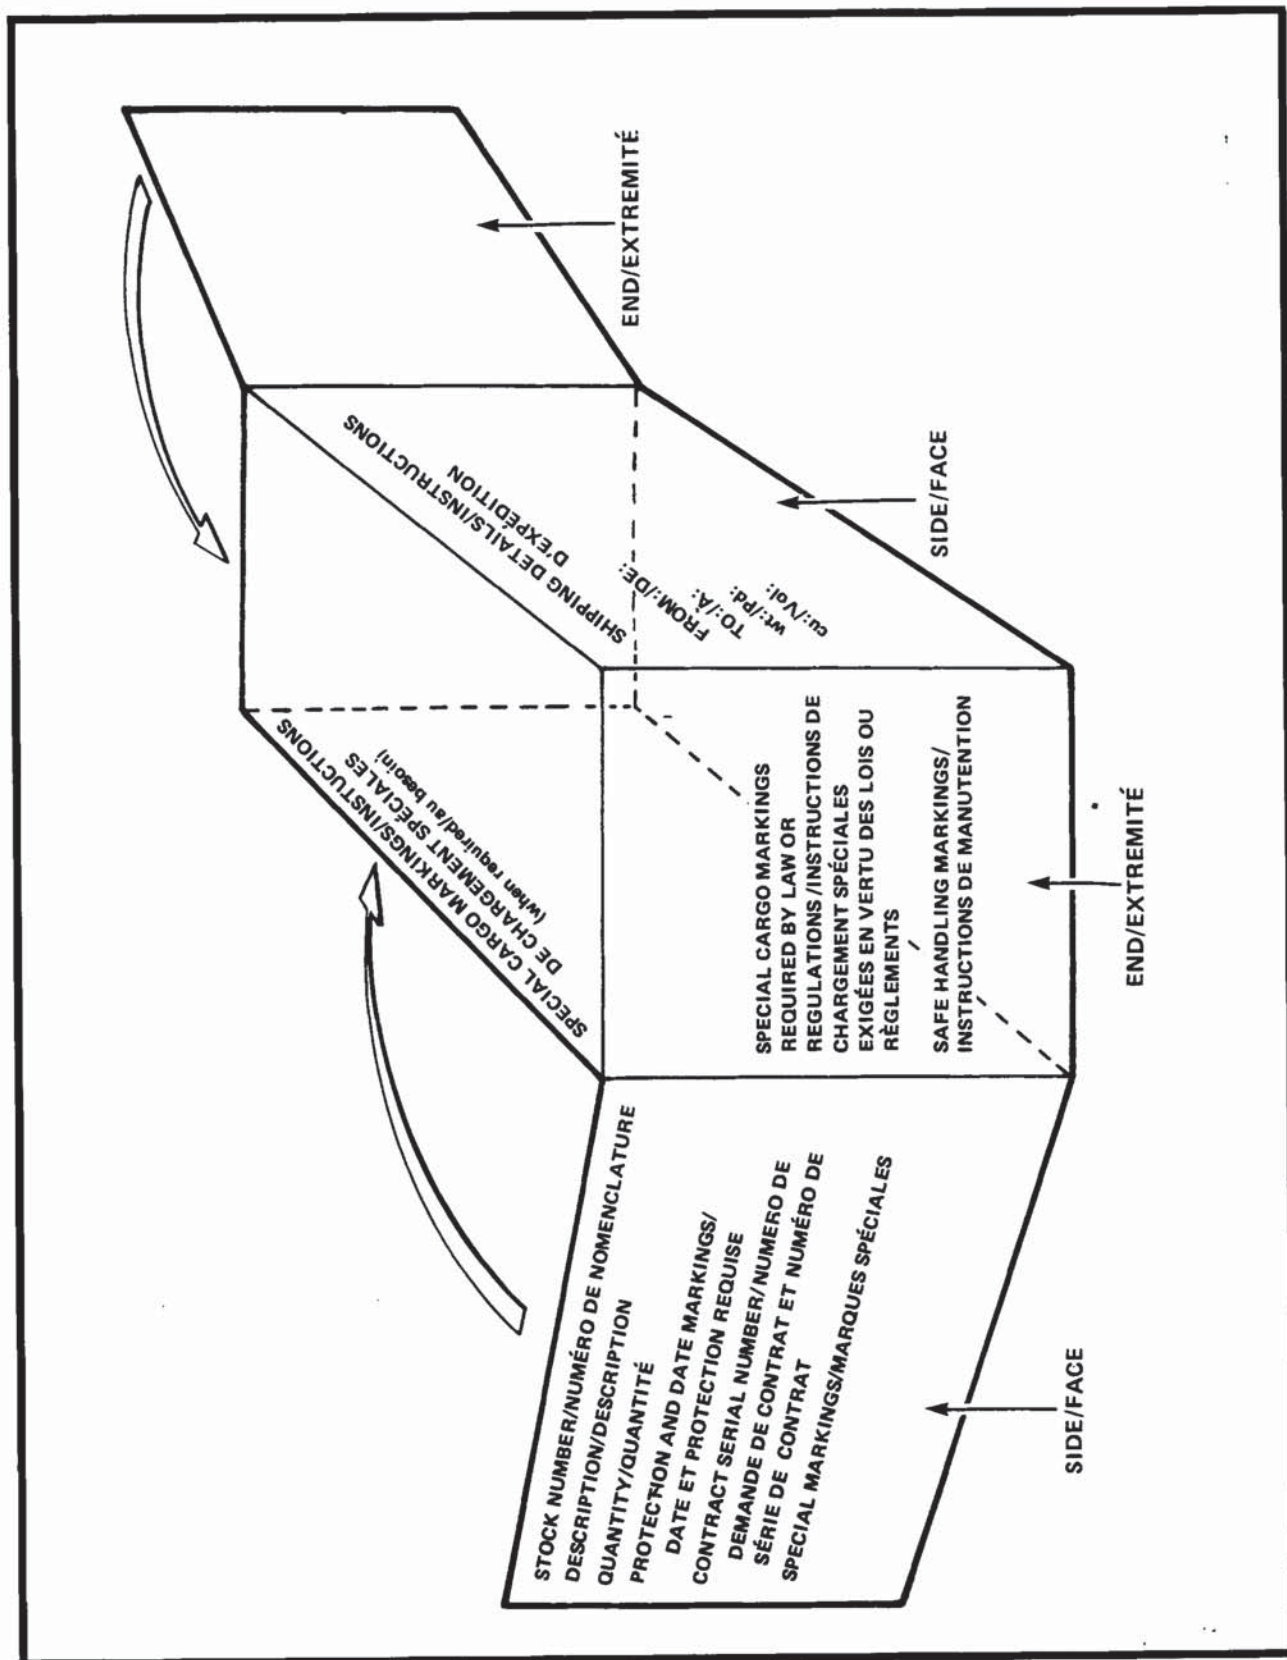 STOCK NUMBER/NUMÉRO DE NOMENCLATURE
DESCRIPTION/DESCRIPTION
QUANTITY/QUANTITÉ
PROTECTION AND DATE MARKINGS/
DATE ET PROTECTION REQUISE
CONTRACT SERIAL NUMBER/NUMERO DE
DEMANDE DE CONTRAT ET NUMÉRO DE
SÉRIE DE CONTRAT
SPECIAL MARKINGS/MARQUES SPÉCIALES
SIDE/FACE
SPECIAL CARGO MARKINGS/INSTUCTIONS
DE CHARGEMENT SPÉCIALES
(when required/au besoin)
SPECIAL CARGO MARKINGS
REQUIRED BY LAW OR
REGULATIONS/INSTRUCTIONS DE
CHARGEMENT SPÉCIALES
EXIGÉES EN VERTU DES LOIS OU
RÈGLEMENTS
SAFE HANDLING MARKINGS/
INSTRUCTIONS DE MANUTENTION
END/EXTREMITÉ
SHIPPING DETAILS/INSTRUCTIONS
D'EXPÉDITION
FROM:/DE:
TO:/À:
wt:/Pd:
cu:/Vol:
SIDE/FACE
END/EXTREMITÉ